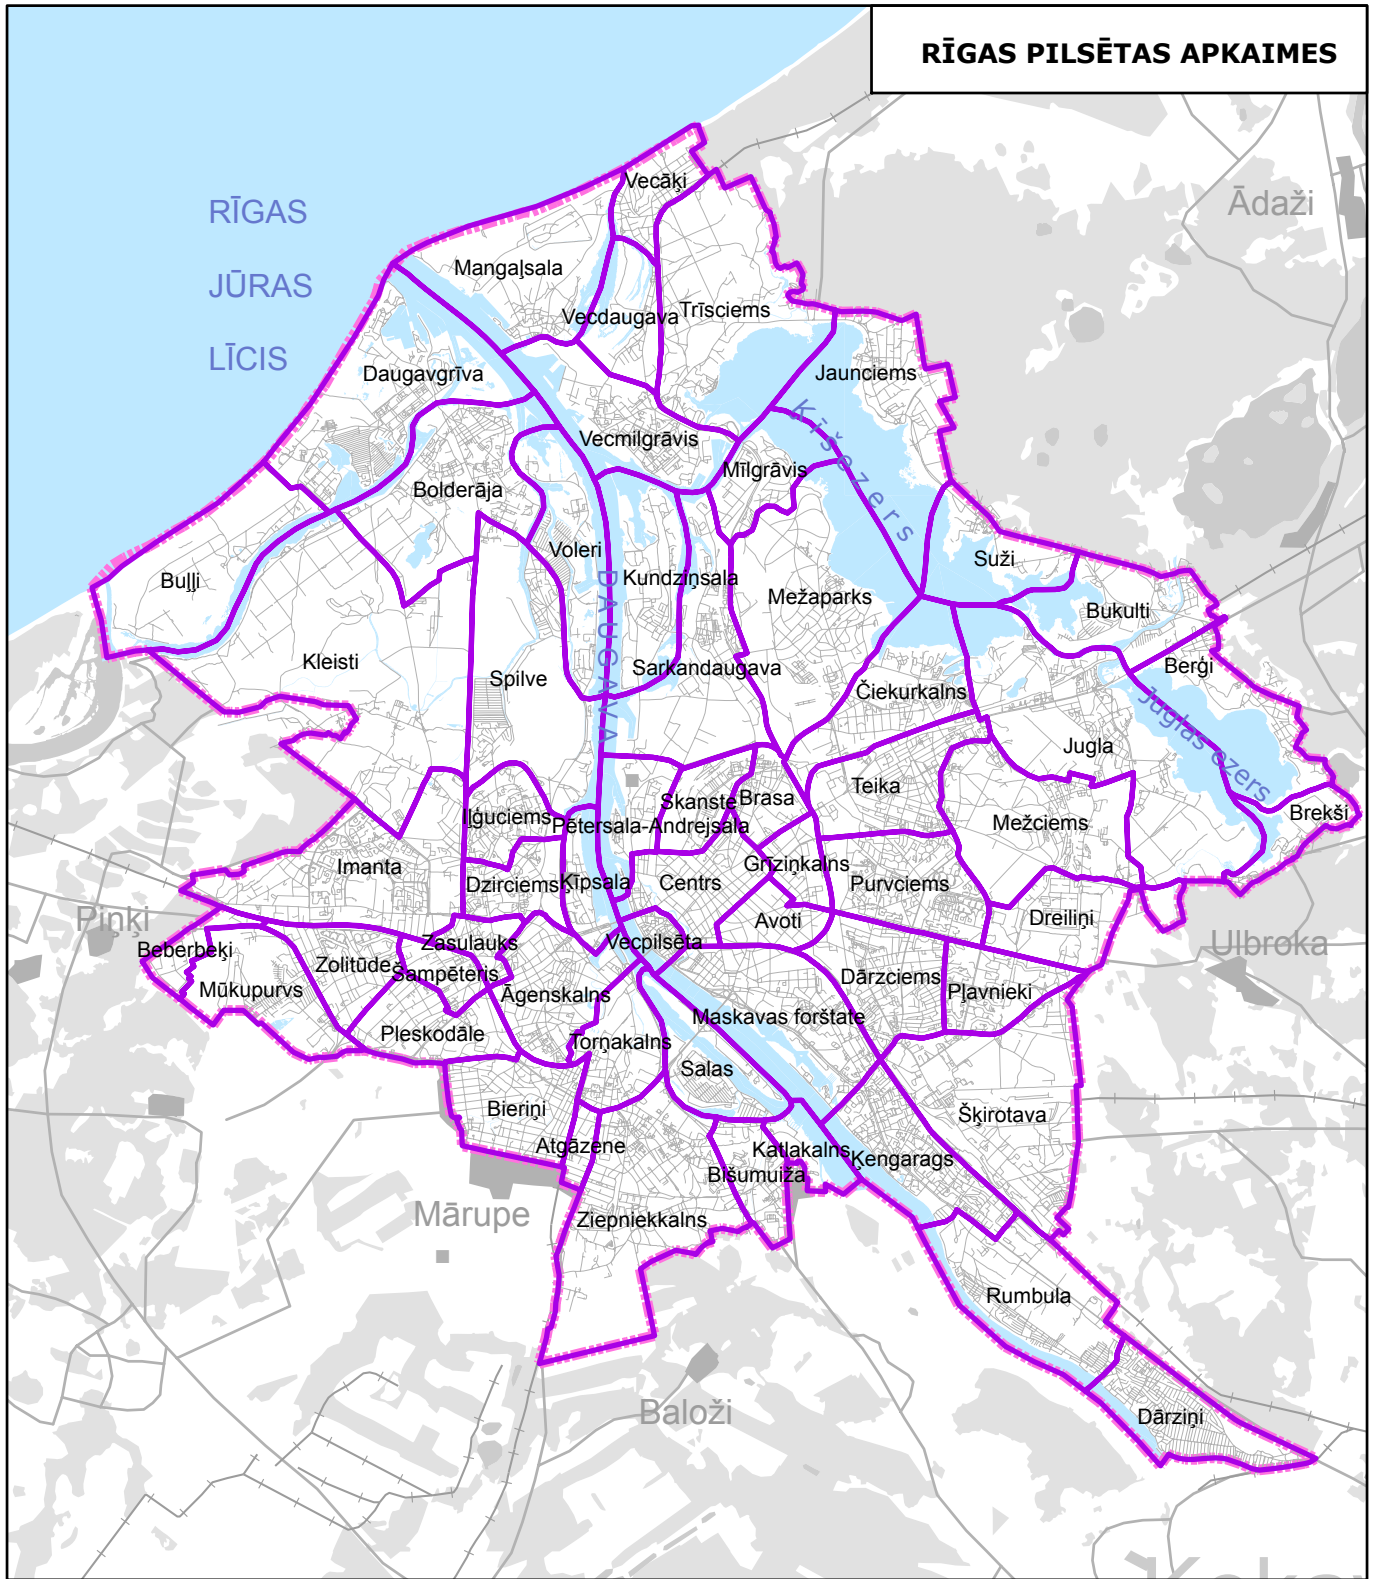 RĪGAS PILSĒTAS APKAIMES
RĪGAS
JŪRAS
LĪCIS
Vecāķi
Ādaži
Mangaļsala
Vecdaugava
Trīsciems
Daugavgrīva
Jaunciems
Ķīšezers
Vecmīlgrāvis
Mīlgrāvis
Bolderāja
Voleri
Suži
Buļļi
Kundziņsala
Mežaparks
Bukulti
DAUGAVA
Kleisti
Spilve
Sarkandaugava
Berģi
Čiekurkalns
Juglas ezers
Jugla
Teika
Skanste
Brasa
Iļģuciems
Pētersala-Andrejsala
Mežciems
Brekši
Imanta
Grīziņkalns
Dzirciems
Ķīpsala
Centrs
Purvciems
Pinķi
Avoti
Dreiliņi
Beberbeķi
Zasulauks
Vecpilsēta
Ulbroka
Zolitūde
Šampēteris
Mūkupurvs
Āgenskalns
Dārzciems
Pļavnieki
Pleskodāle
Torņakalns
Maskavas forštate
Salas
Bieriņi
Šķirotava
Atgāzene
Katlakalns
Ķengarags
Bišumuiža
Mārupe
Ziepniekkalns
Rumbula
Baloži
Dārziņi